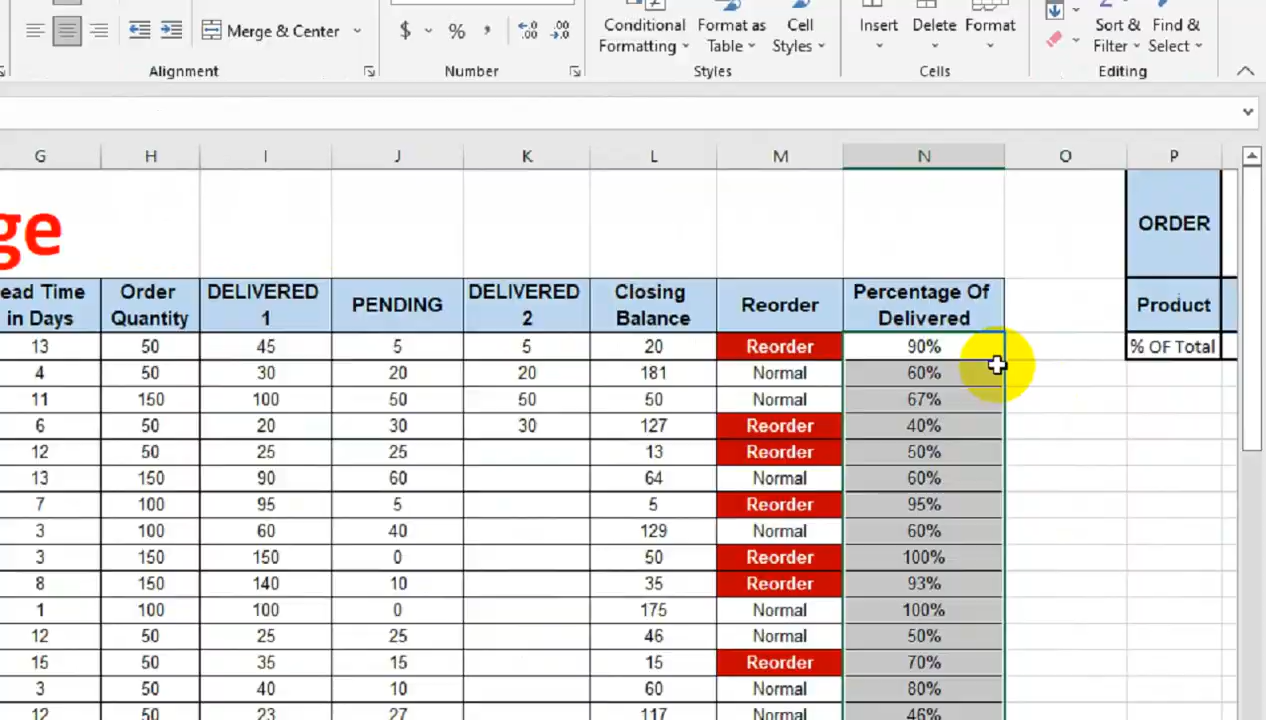 Merge & Center
$ % ,
Conditional Formatting
Format as Table
Cell Styles
Insert
Delete
Format
Sort & Filter
Find & Select
Alignment
Number
Styles
Cells
Editing
G H I J K L M N O P
ge
ORDER
ead Time in Days
Order Quantity
DELIVERED 1
PENDING
DELIVERED 2
Closing Balance
Reorder
Percentage Of Delivered
Product
13 50 45 5 5 20 Reorder 90% % OF Total
4 50 30 20 20 181 Normal 60%
11 150 100 50 50 50 Normal 67%
6 50 20 30 30 127 Reorder 40%
12 50 25 25 13 Reorder 50%
13 150 90 60 64 Normal 60%
7 100 95 5 5 Reorder 95%
3 100 60 40 129 Normal 60%
3 150 150 0 50 Reorder 100%
8 150 140 10 35 Reorder 93%
1 100 100 0 175 Normal 100%
12 50 25 25 46 Normal 50%
15 50 35 15 15 Reorder 70%
3 50 40 10 60 Normal 80%
12 50 23 27 117 Normal 46%